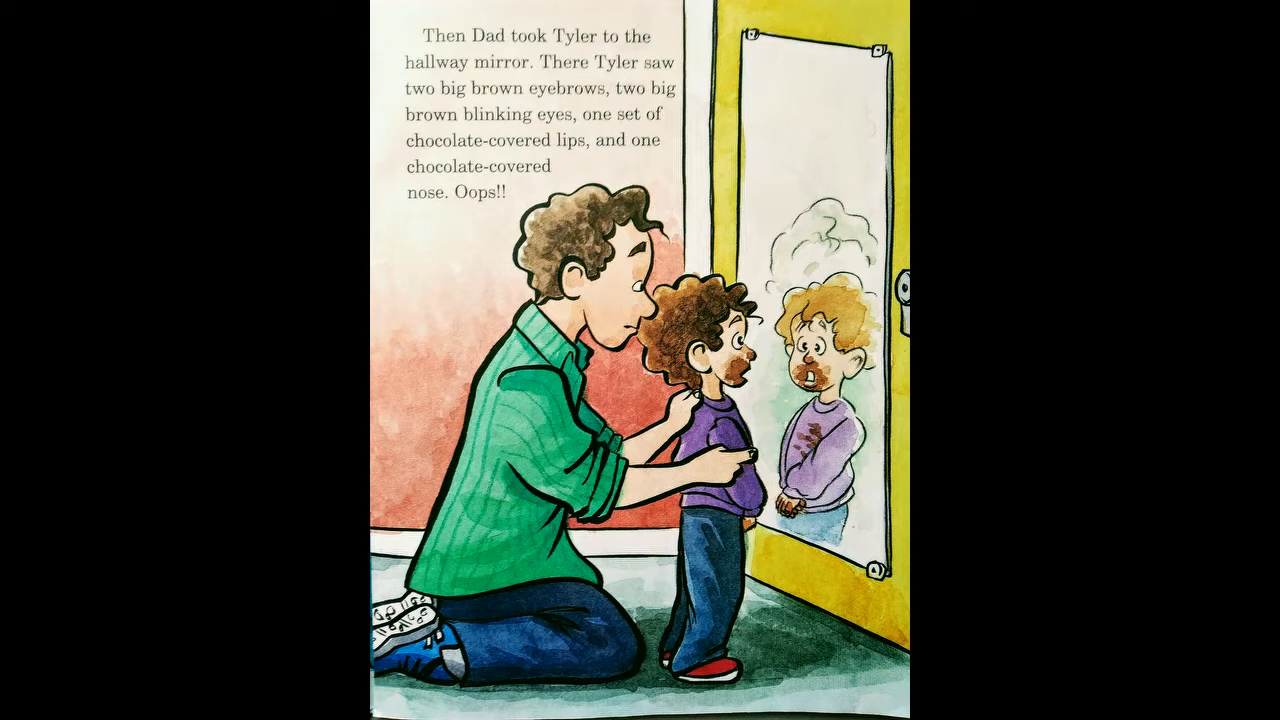 Then Dad took Tyler to the
hallway mirror. There Tyler saw
two big brown eyebrows, two big
brown blinking eyes, one set of
chocolate-covered lips, and one
chocolate-covered
nose. Oops!!